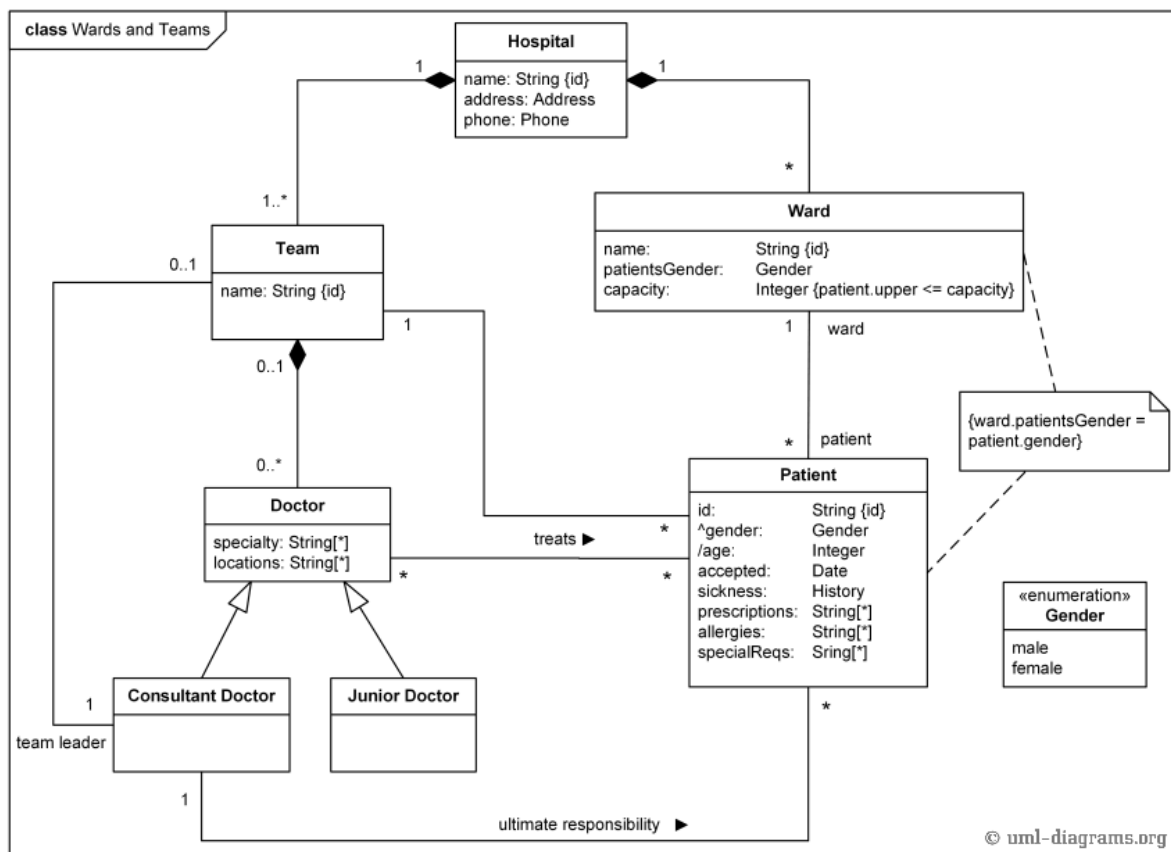 class Wards and Teams
Hospital
name: String {id}
address: Address
phone: Phone
1
1
1..*
*
Team
name: String {id}
0..1
1
0..1
Ward
name: String {id}
patientsGender: Gender
capacity: Integer {patient.upper <= capacity}
1
ward
{ward.patientsGender =
patient.gender}
0..*
* patient
Doctor
specialty: String[*]
locations: String[*]
treats ►
*
*
*
Patient
id: String {id}
^gender: Gender
/age: Integer
accepted: Date
sickness: History
prescriptions: String[*]
allergies: String[*]
specialReqs: Sring[*]
«enumeration»
Gender
male
female
Consultant Doctor
Junior Doctor
1
team leader
*
1
ultimate responsibility ►
© uml-diagrams.org